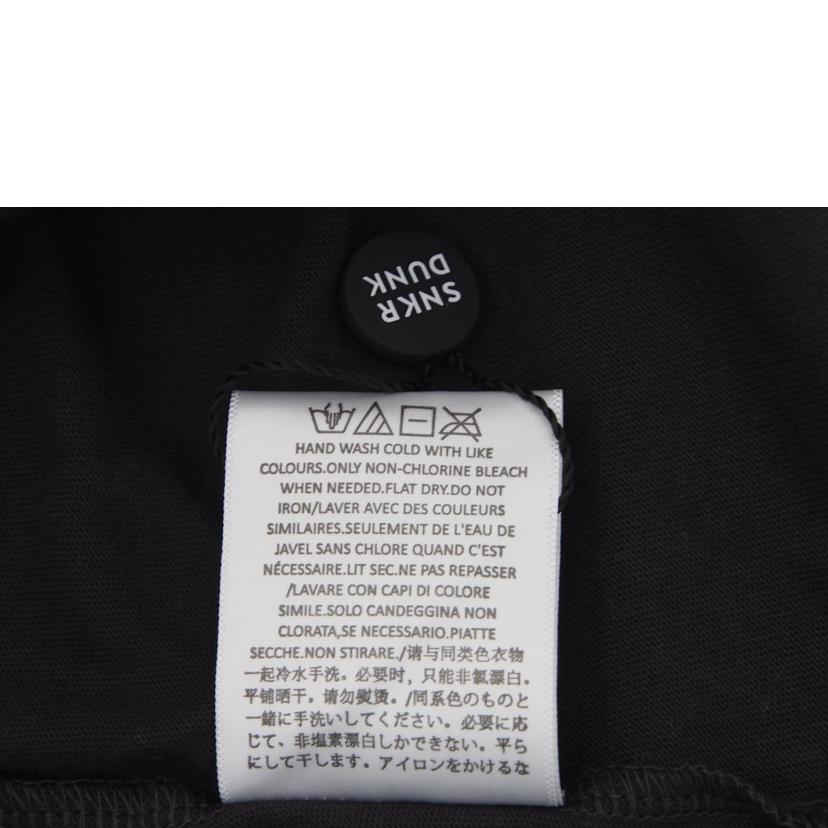 SNKR
DUNK
HAND WASH COLD WITH LIKE
COLOURS.ONLY NON-CHLORINE BLEACH
WHEN NEEDED.FLAT DRY.DO NOT
IRON/LAVER AVEC DES COULEURS
SIMILAIRES.SEULEMENT DE L'EAU DE
JAVEL SANS CHLORE QUAND C'EST
NÉCESSAIRE.LIT SEC.NE PAS REPASSER
/LAVARE CON CAPI DI COLORE
SIMILE.SOLO CANDEGGINA NON
CLORATA,SE NECESSARIO.PIATTE
SECCHE.NON STIRARE./请与同类色衣物
一起冷水手洗。必要时，只能非氯漂白。
平铺晒干。请勿熨烫。/同系色のものと
一緒に手洗いしてください。必要に応
じて、非塩素漂白しかできない。平ら
にして干します。アイロンをかけるな